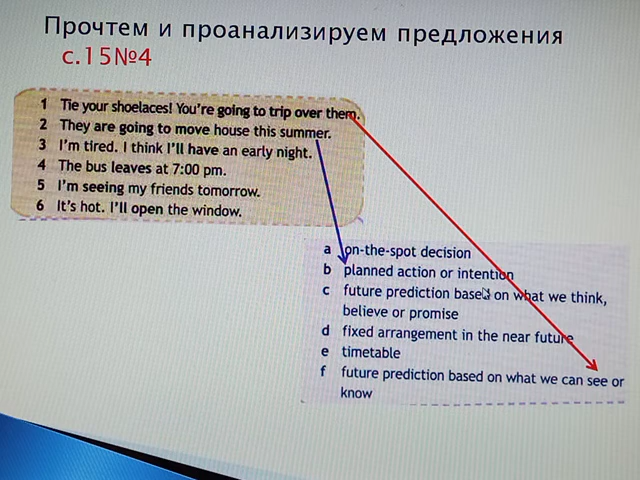 Прочтем и проанализируем предложения
с.15№4
1 Tie your shoelaces! You're going to trip over them.
2 They are going to move house this summer.
3 I'm tired. I think I'll have an early night.
4 The bus leaves at 7:00 pm.
5 I'm seeing my friends tomorrow.
6 It's hot. I'll open the window.
a on-the-spot decision
b planned action or intention
c future prediction based on what we think,
believe or promise
d fixed arrangement in the near future
e timetable
f future prediction based on what we can see or
know